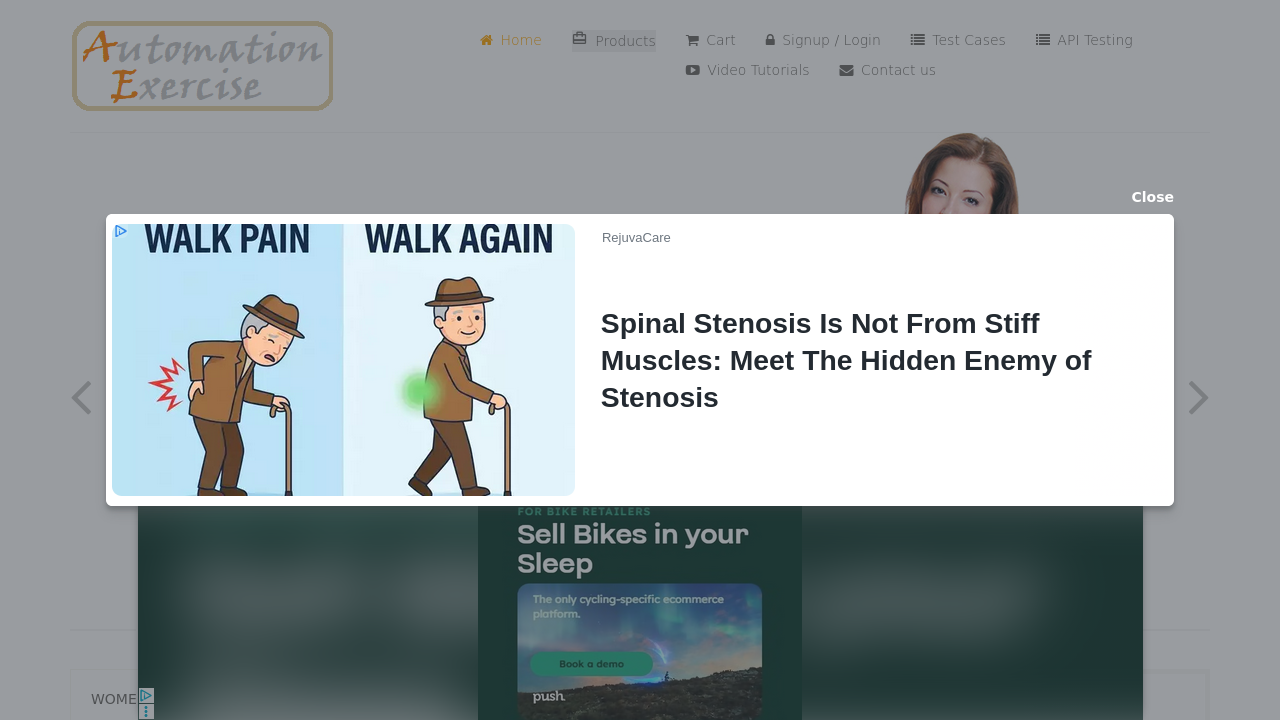 Automation
Exercise
Home
Products
Cart
Signup / Login
Test Cases
API Testing
Video Tutorials
Contact us
Close
WALK PAIN
WALK AGAIN
RejuvaCare
Spinal Stenosis Is Not From Stiff
Muscles: Meet The Hidden Enemy of
Stenosis
FOR BIKE RETAILERS
Sell Bikes in your
Sleep
The only cycling-specific ecommerce
platform.
Book a demo
push.
WOME